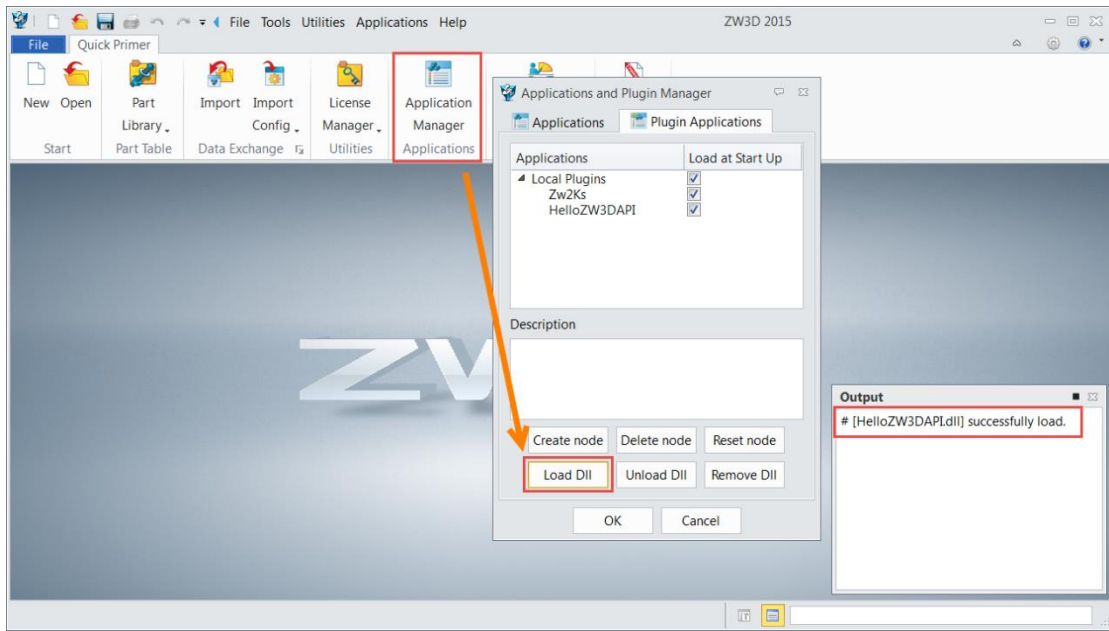 File Tools Utilities Applications Help
ZW3D 2015
File Quick Primer
New Open
Part
Library
Import Import
Config
License
Manager
Application
Manager
Start
Part Table
Data Exchange
Utilities
Applications
Applications and Plugin Manager
Applications Plugin Applications
Applications Load at Start Up
Local Plugins
Zw2Ks
HelloZW3DAPI
Description
Create node Delete node Reset node
Load Dll Unload Dll Remove Dll
OK Cancel
ZW
Output
# [HelloZW3DAPI.dll] successfully load.